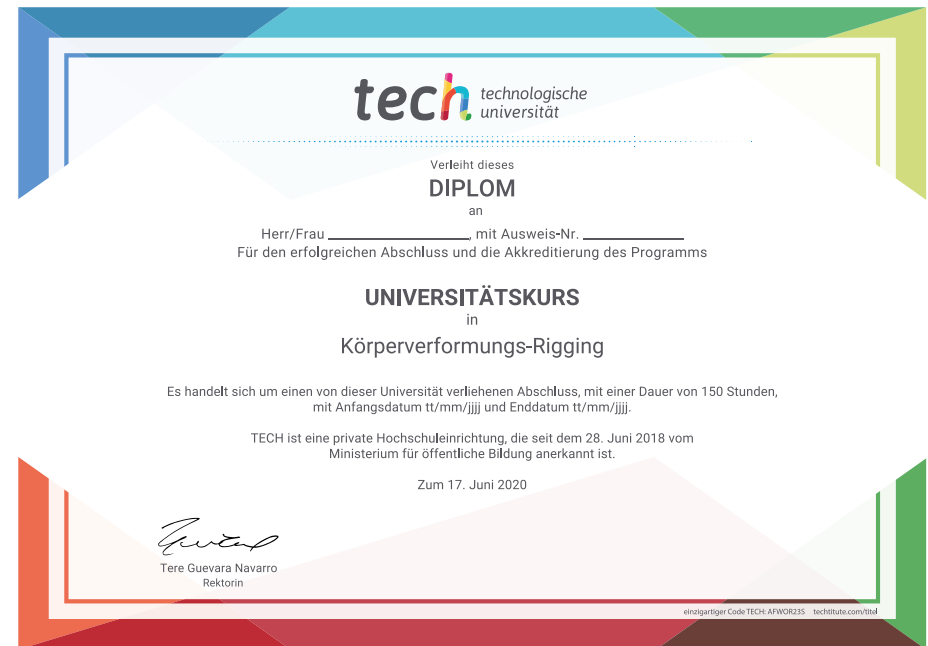 tech technologische
universität
Verleiht dieses
DIPLOM
an
Herr/Frau ____________________, mit Ausweis-Nr. ______________
Für den erfolgreichen Abschluss und die Akkreditierung des Programms
UNIVERSITÄTSKURS
in
Körperverformungs-Rigging
Es handelt sich um einen von dieser Universität verliehenen Abschluss, mit einer Dauer von 150 Stunden,
mit Anfangsdatum tt/mm/jjjj und Enddatum tt/mm/jjjj.
TECH ist eine private Hochschuleinrichtung, die seit dem 28. Juni 2018 vom
Ministerium für öffentliche Bildung anerkannt ist.
Zum 17. Juni 2020
Tere Guevara Navarro
Rektorin
einzigartiger Code TECH: AFWOR23S techtitute.com/titel